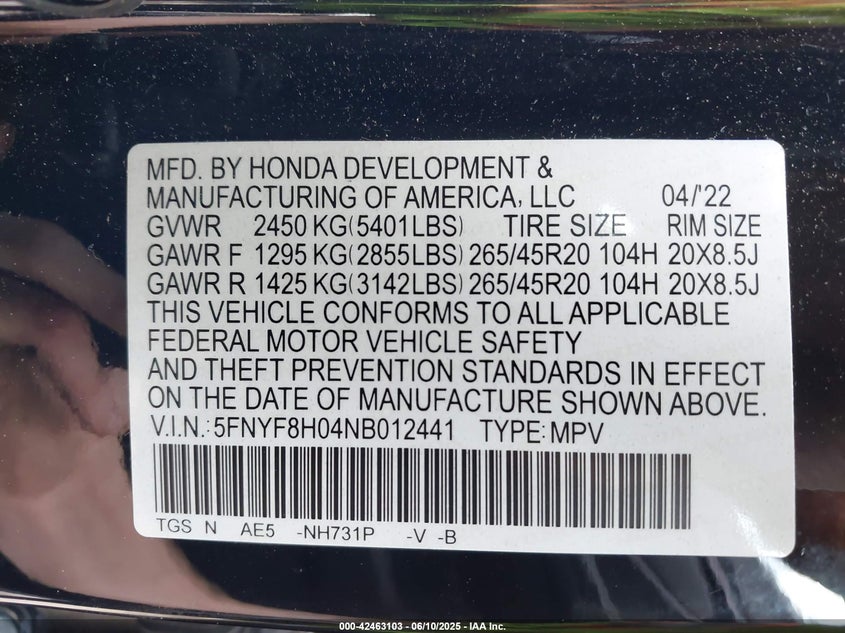 MFD. BY HONDA DEVELOPMENT &
MANUFACTURING OF AMERICA, LLC 04/'22
GVWR 2450 KG(5401LBS) TIRE SIZE RIM SIZE
GAWR F 1295 KG(2855LBS) 265/45R20 104H 20X8.5J
GAWR R 1425 KG(3142LBS) 265/45R20 104H 20X8.5J
THIS VEHICLE CONFORMS TO ALL APPLICABLE
FEDERAL MOTOR VEHICLE SAFETY
AND THEFT PREVENTION STANDARDS IN EFFECT
ON THE DATE OF MANUFACTURE SHOWN ABOVE.
V.I.N.:5FNYF8H04NB012441 TYPE:MPV
TGS N AE5 -NH731P -V -B
000-42463103 - 06/10/2025 - IAA Inc.